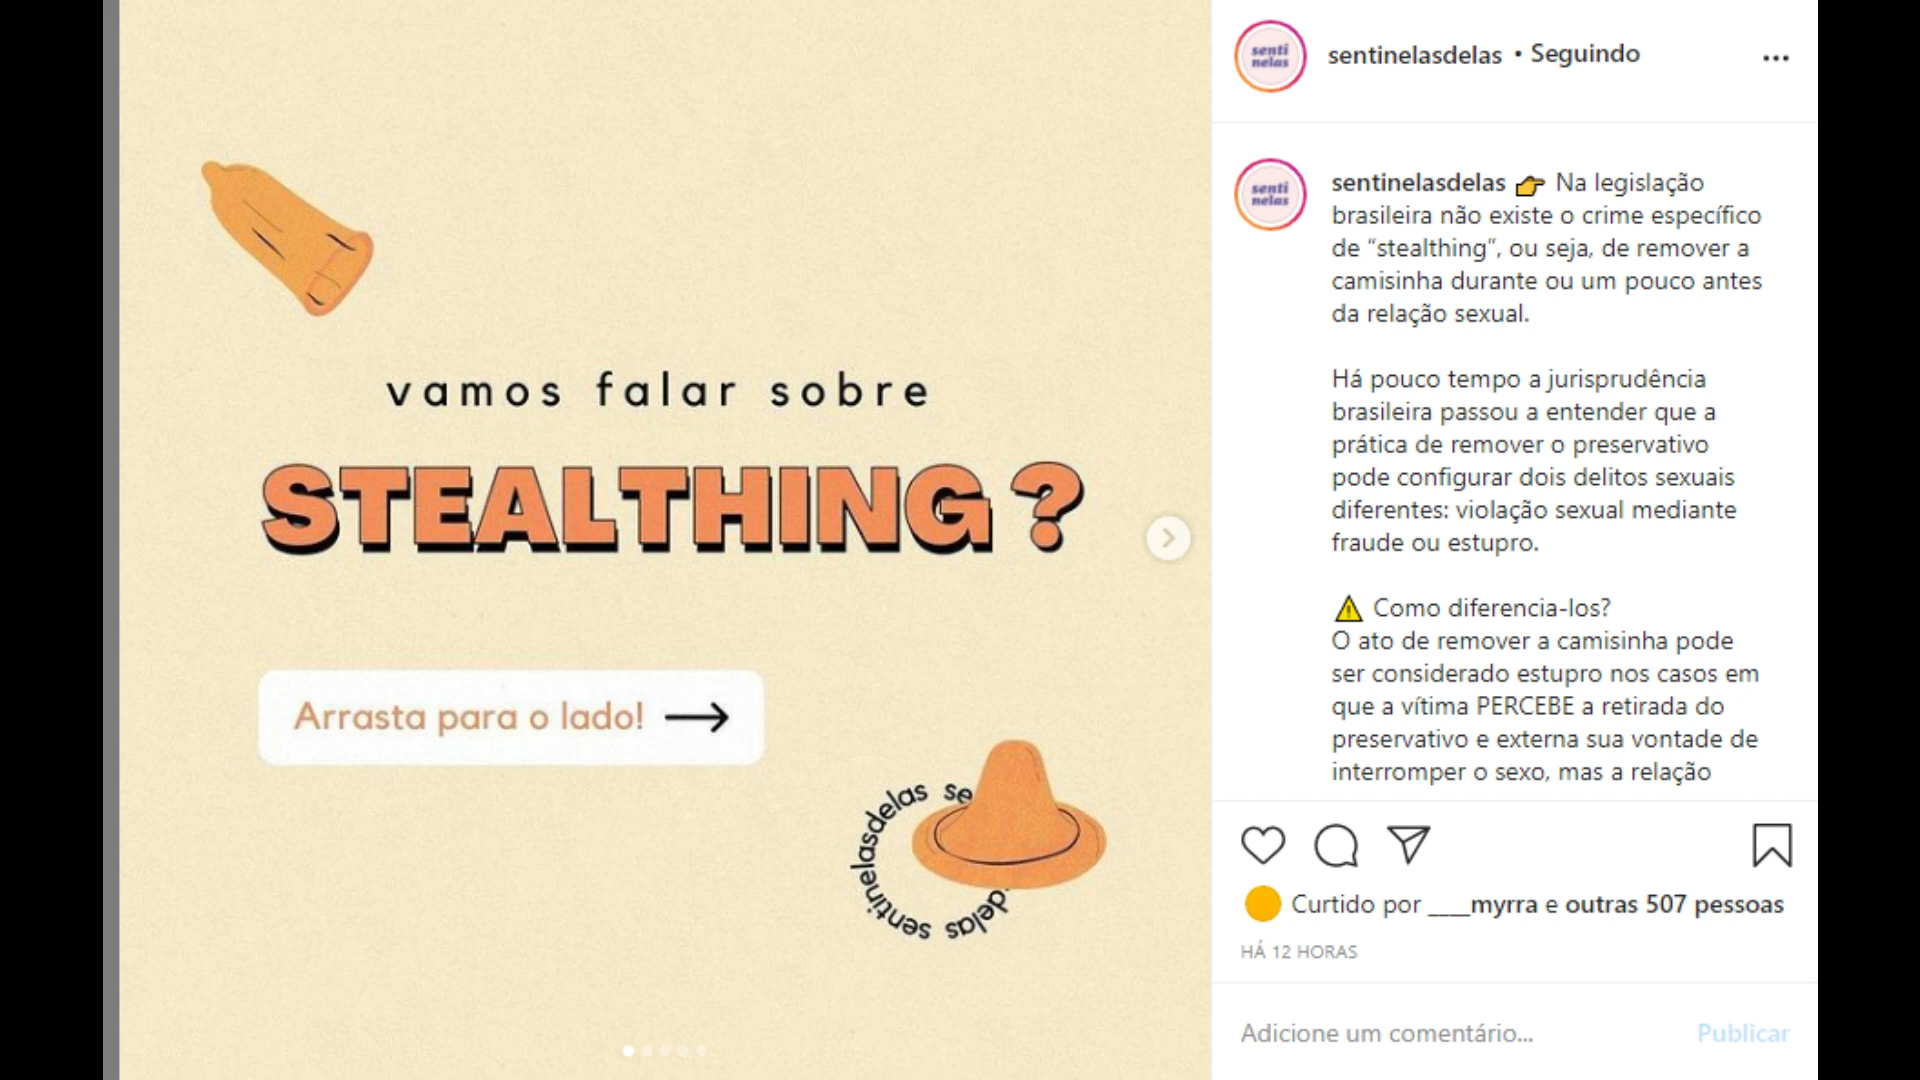 vamos falar sobre
STEALTHING?
Arrasta para o lado! →
sentinelasdelas se
delas
senti
nelas
sentinelasdelas • Seguindo
...
senti
nelas
sentinelasdelas 👉 Na legislação
brasileira não existe o crime específico
de “stealthing”, ou seja, de remover a
camisinha durante ou um pouco antes
da relação sexual.
Há pouco tempo a jurisprudência
brasileira passou a entender que a
prática de remover o preservativo
pode configurar dois delitos sexuais
diferentes: violação sexual mediante
fraude ou estupro.
⚠ Como diferencia-los?
O ato de remover a camisinha pode
ser considerado estupro nos casos em
que a vítima PERCEBE a retirada do
preservativo e externa sua vontade de
interromper o sexo, mas a relação
Curtido por ____myrra e outras 507 pessoas
HÁ 12 HORAS
Adicione um comentário...
Publicar